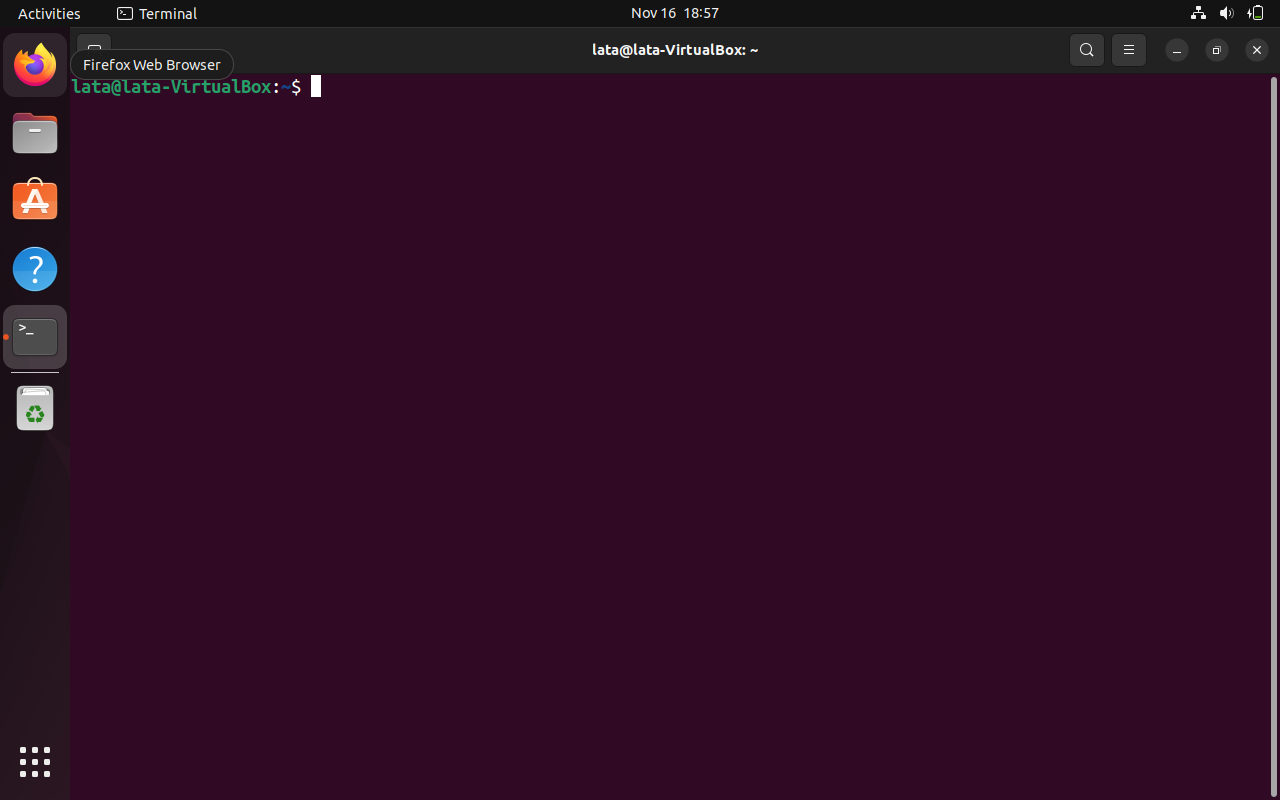 Activities
Terminal
Nov 16 18:57
lata@lata-VirtualBox: ~
Firefox Web Browser
lata@lata-VirtualBox:~$
>_
?